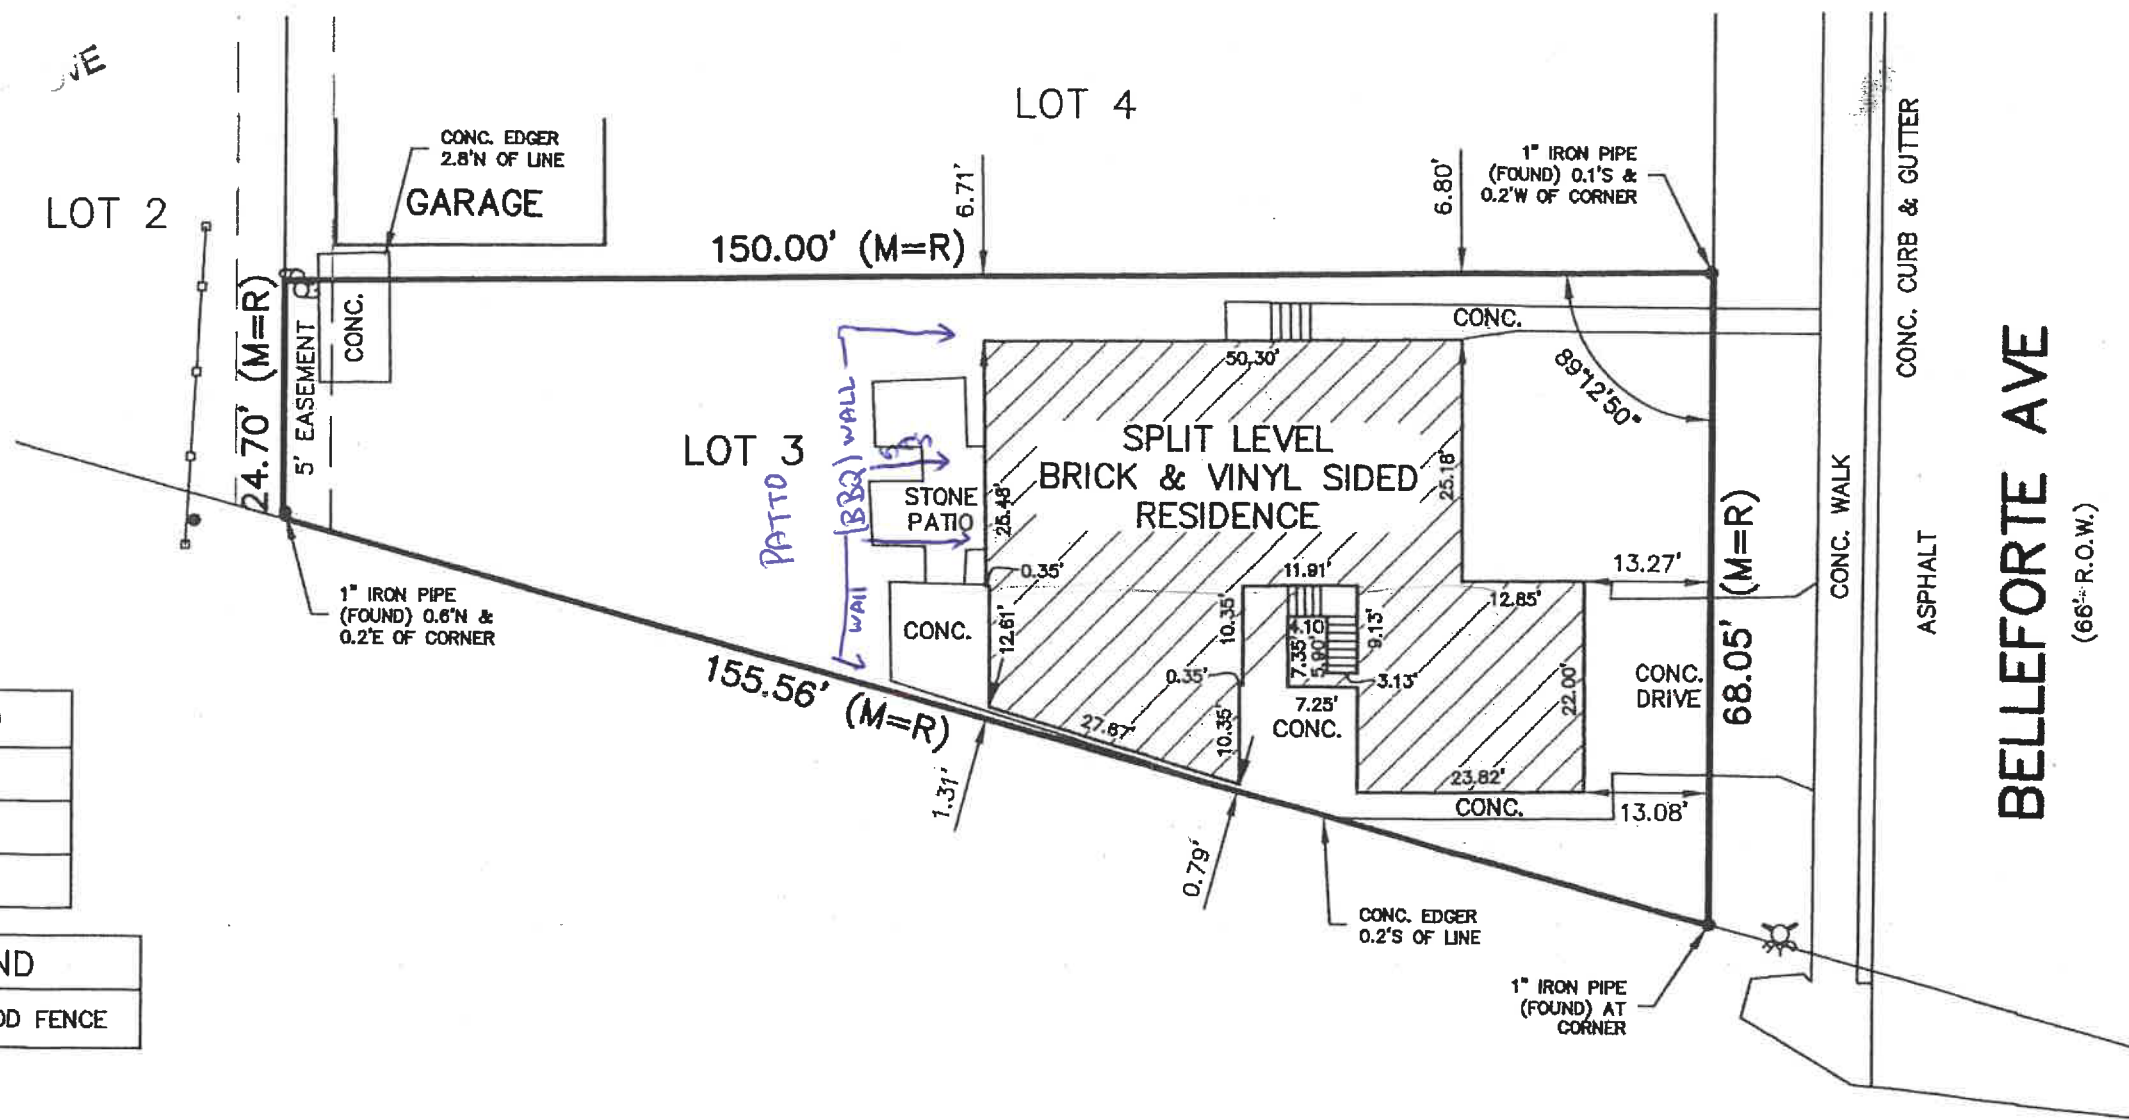 LOT 4
CONC. EDGER
2.8'N OF LINE
GARAGE
LOT 2
6.71'
6.80'
1" IRON PIPE
(FOUND) 0.1'S &
0.2'W OF CORNER
CONC. CURB & GUTTER
150.00' (M=R)
24.70' (M=R)
5' EASEMENT
CONC.
CONC.
50.30'
89°12'50"
LOT 3
PATIO
(BBQ) WALL
WALL
STONE
PATIO
25.48'
SPLIT LEVEL
BRICK & VINYL SIDED
RESIDENCE
25.18'
BELLEFORTE AVE
(66' R.O.W.)
CONC. WALK
ASPHALT
68.05' (M=R)
13.27'
0.35'
11.91'
12.85'
1" IRON PIPE
(FOUND) 0.6'N &
0.2'E OF CORNER
CONC.
12.61'
10.35'
4.10
7.35'
5.90'
9.13'
0.35'
3.13'
7.25'
CONC.
22.00'
CONC.
DRIVE
155.56' (M=R)
27.87'
10.35'
23.82'
CONC.
13.08'
1.31'
0.79'
CONC. EDGER
0.2'S OF LINE
1" IRON PIPE
(FOUND) AT
CORNER
ND
OD FENCE